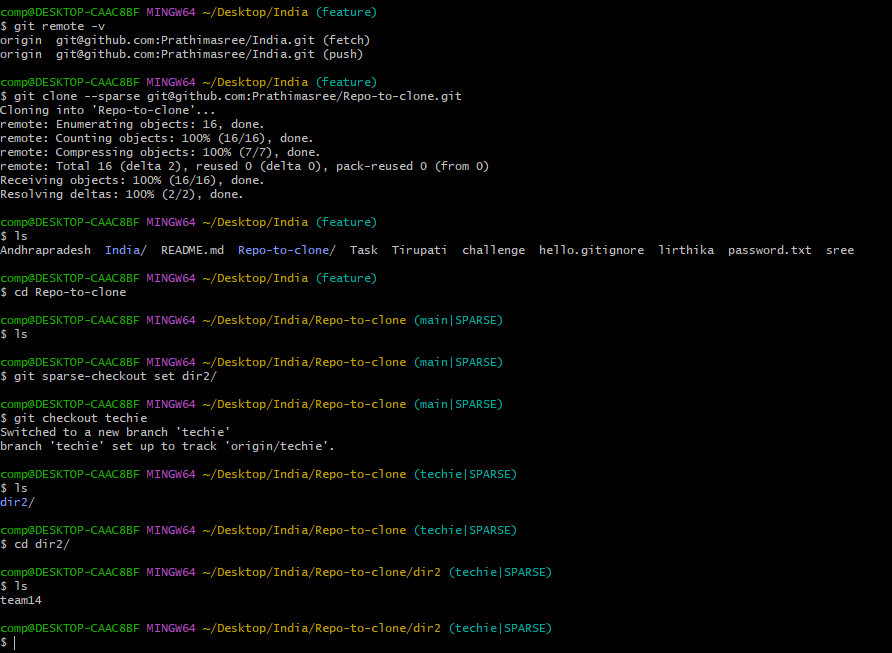 comp@DESKTOP-CAAC8BF MINGW64 ~/Desktop/India (feature)
$ git remote -v
origin  git@github.com:Prathimasree/India.git (fetch)
origin  git@github.com:Prathimasree/India.git (push)

comp@DESKTOP-CAAC8BF MINGW64 ~/Desktop/India (feature)
$ git clone --sparse git@github.com:Prathimasree/Repo-to-clone.git
Cloning into 'Repo-to-clone'...
remote: Enumerating objects: 16, done.
remote: Counting objects: 100% (16/16), done.
remote: Compressing objects: 100% (7/7), done.
remote: Total 16 (delta 2), reused 0 (delta 0), pack-reused 0 (from 0)
Receiving objects: 100% (16/16), done.
Resolving deltas: 100% (2/2), done.

comp@DESKTOP-CAAC8BF MINGW64 ~/Desktop/India (feature)
$ ls
Andhrapradesh  India/  README.md  Repo-to-clone/  Task  Tirupati  challenge  hello.gitignore  lirthika  password.txt  sree

comp@DESKTOP-CAAC8BF MINGW64 ~/Desktop/India (feature)
$ cd Repo-to-clone

comp@DESKTOP-CAAC8BF MINGW64 ~/Desktop/India/Repo-to-clone (main|SPARSE)
$ ls

comp@DESKTOP-CAAC8BF MINGW64 ~/Desktop/India/Repo-to-clone (main|SPARSE)
$ git sparse-checkout set dir2/

comp@DESKTOP-CAAC8BF MINGW64 ~/Desktop/India/Repo-to-clone (main|SPARSE)
$ git checkout techie
Switched to a new branch 'techie'
branch 'techie' set up to track 'origin/techie'.

comp@DESKTOP-CAAC8BF MINGW64 ~/Desktop/India/Repo-to-clone (techie|SPARSE)
$ ls
dir2/

comp@DESKTOP-CAAC8BF MINGW64 ~/Desktop/India/Repo-to-clone (techie|SPARSE)
$ cd dir2/

comp@DESKTOP-CAAC8BF MINGW64 ~/Desktop/India/Repo-to-clone/dir2 (techie|SPARSE)
$ ls
team14

comp@DESKTOP-CAAC8BF MINGW64 ~/Desktop/India/Repo-to-clone/dir2 (techie|SPARSE)
$